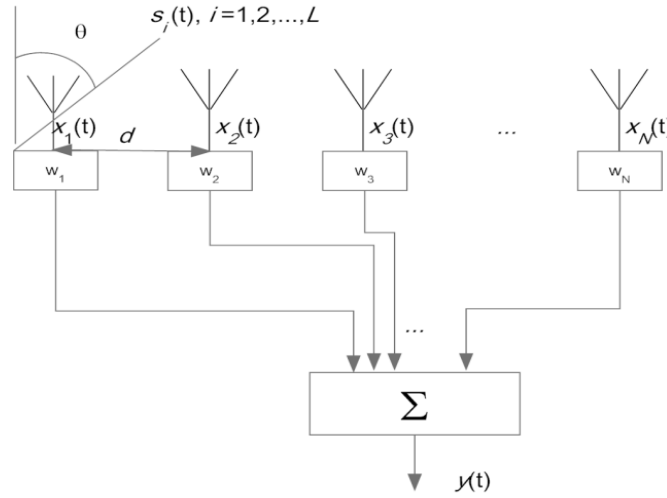 θ
s_i(t), i=1,2,...,L
x_1(t) d x_2(t) x_3(t) ... x_N(t)
w_1 w_2 w_3 w_N
...
Σ
y(t)